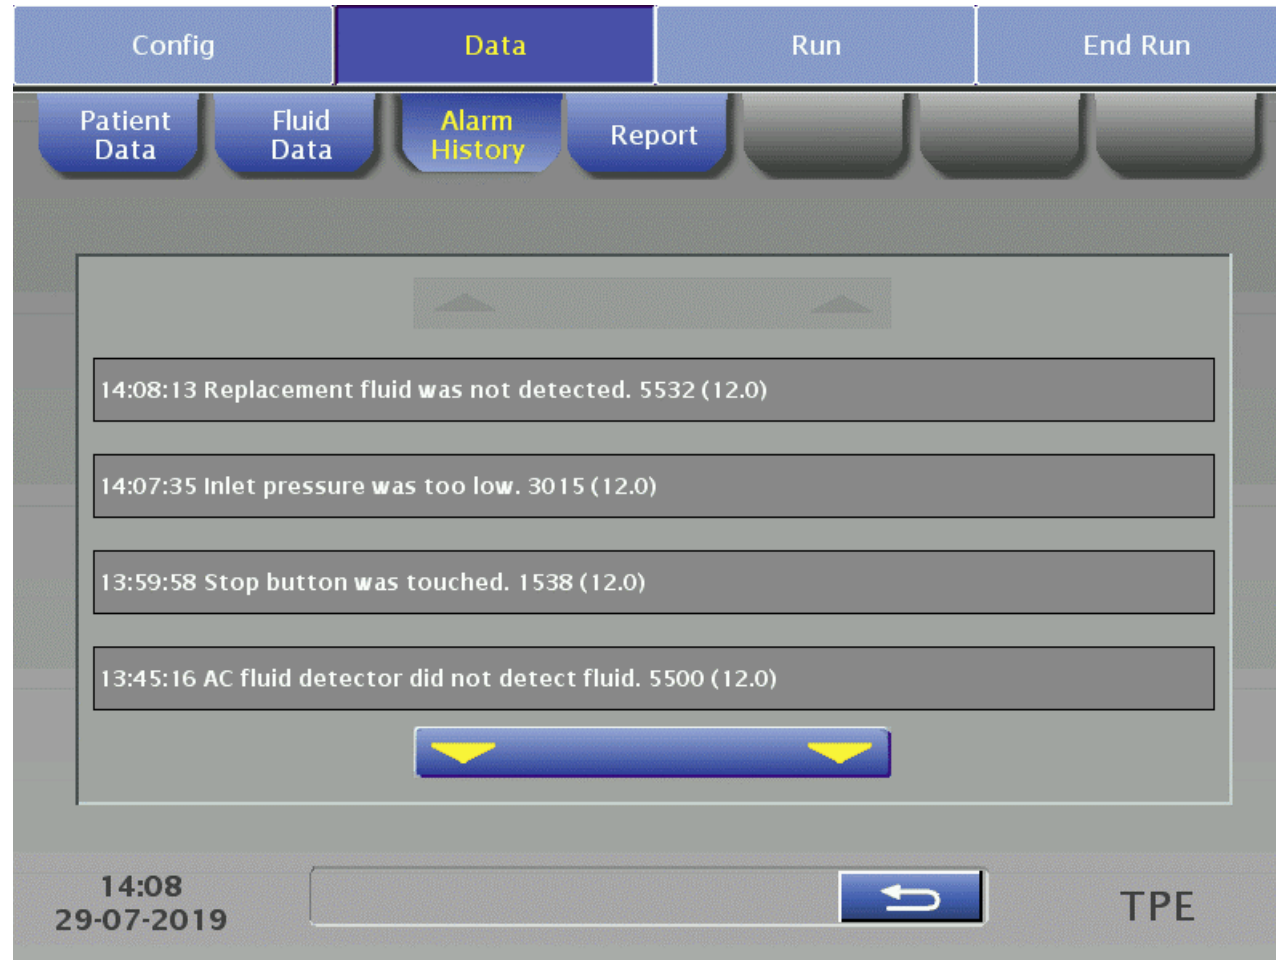 Config
Data
Run
End Run
Patient
Data
Fluid
Data
Alarm
History
Report
14:08:13 Replacement fluid was not detected. 5532 (12.0)
14:07:35 Inlet pressure was too low. 3015 (12.0)
13:59:58 Stop button was touched. 1538 (12.0)
13:45:16 AC fluid detector did not detect fluid. 5500 (12.0)
14:08
29-07-2019
TPE